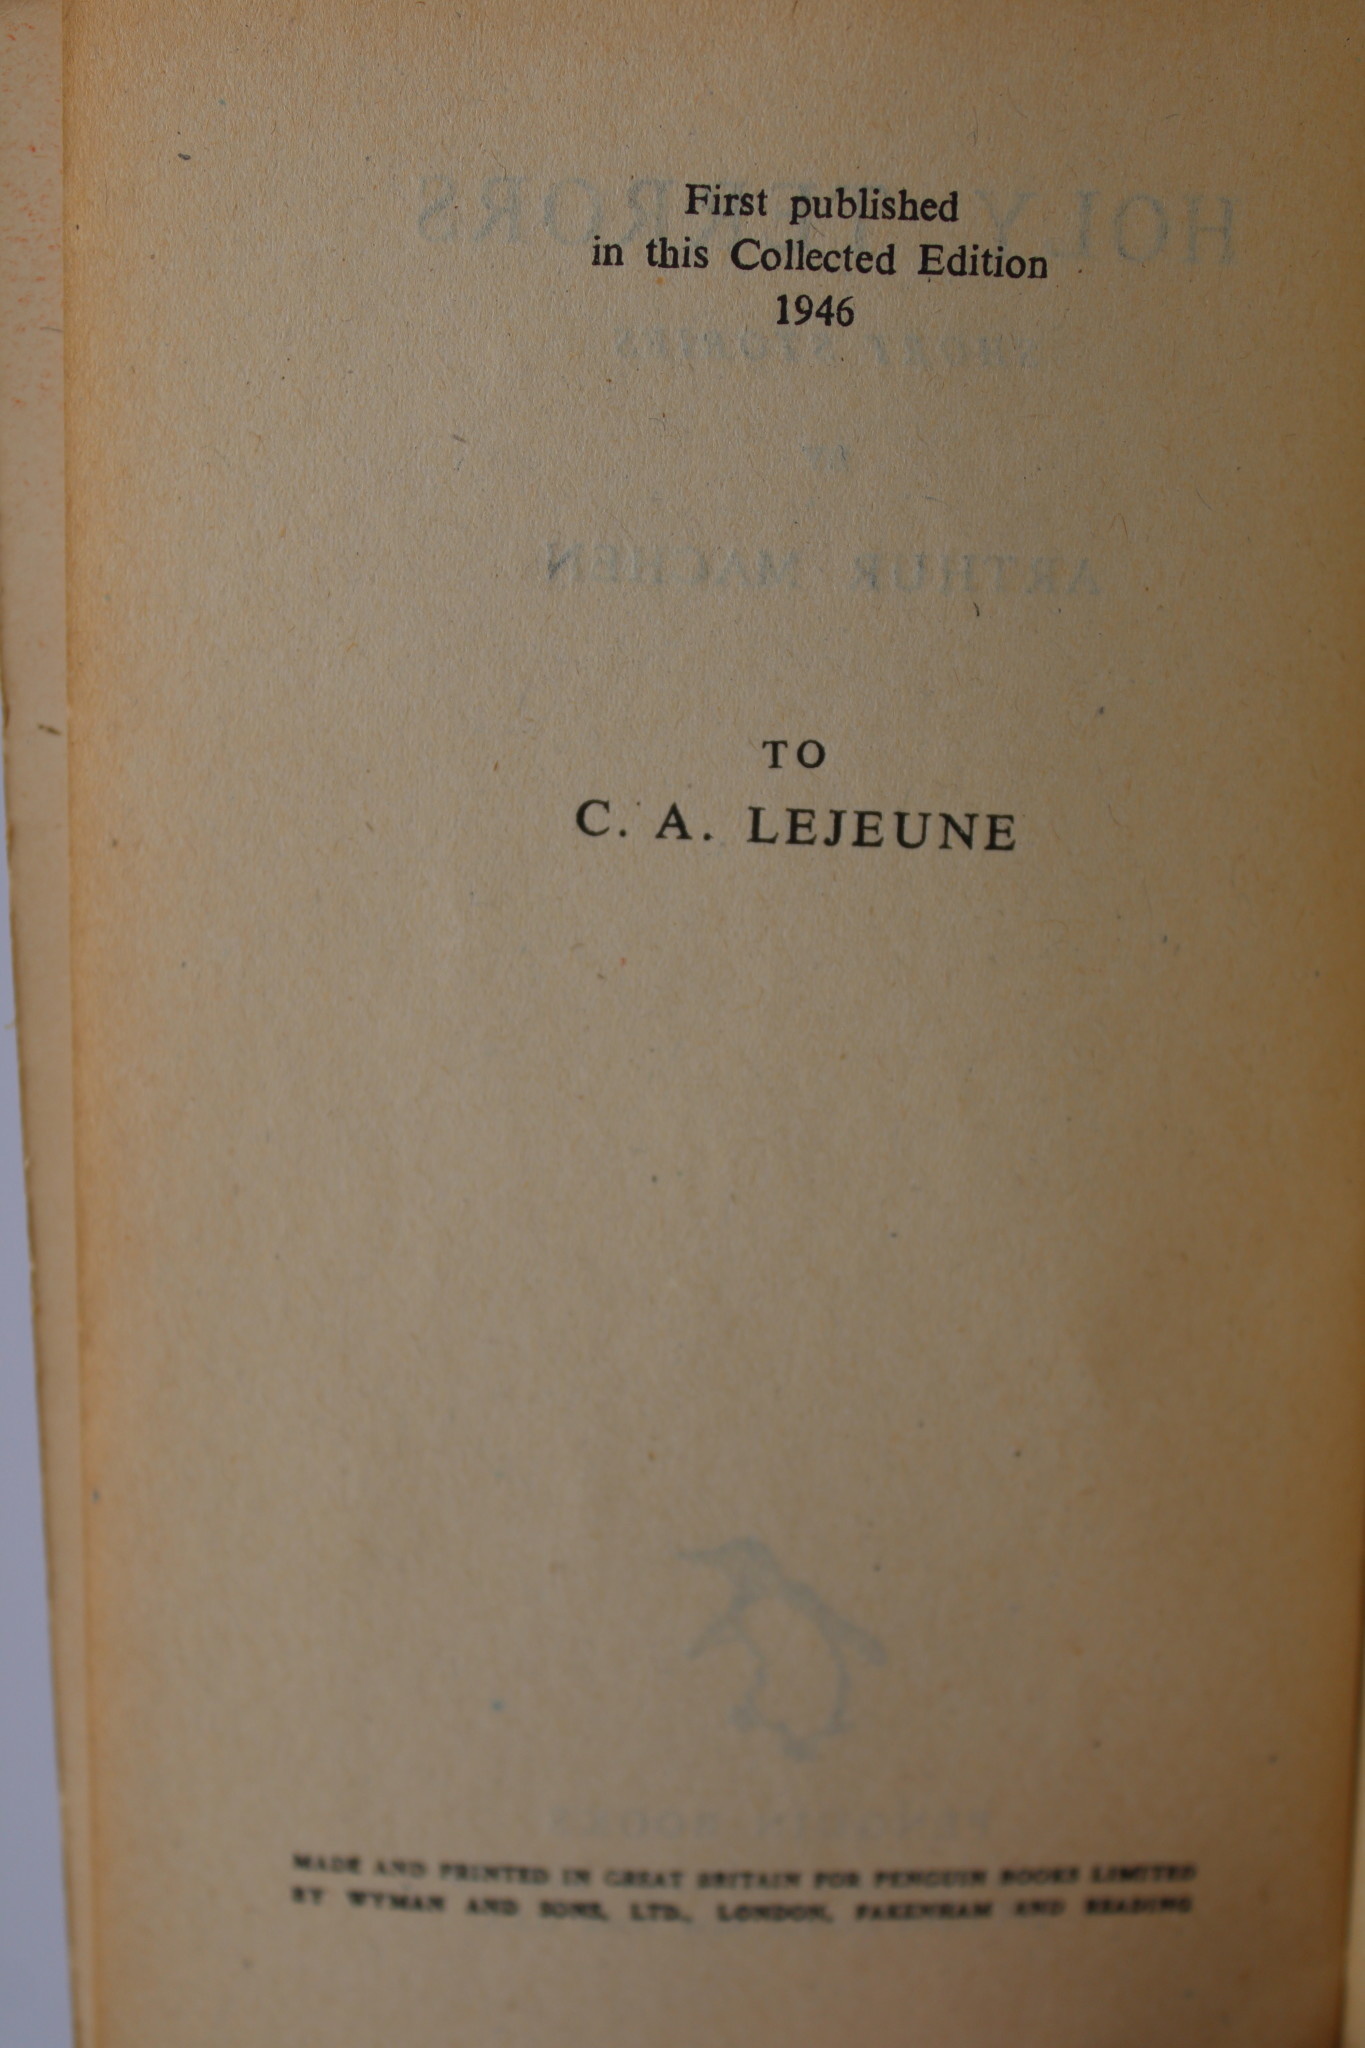 First published
in this Collected Edition
1946
TO
C. A. LEJEUNE
MADE AND PRINTED IN GREAT BRITAIN FOR PENGUIN BOOKS LIMITED
BY WYMAN AND SONS, LTD., LONDON, FAKENHAM AND READING